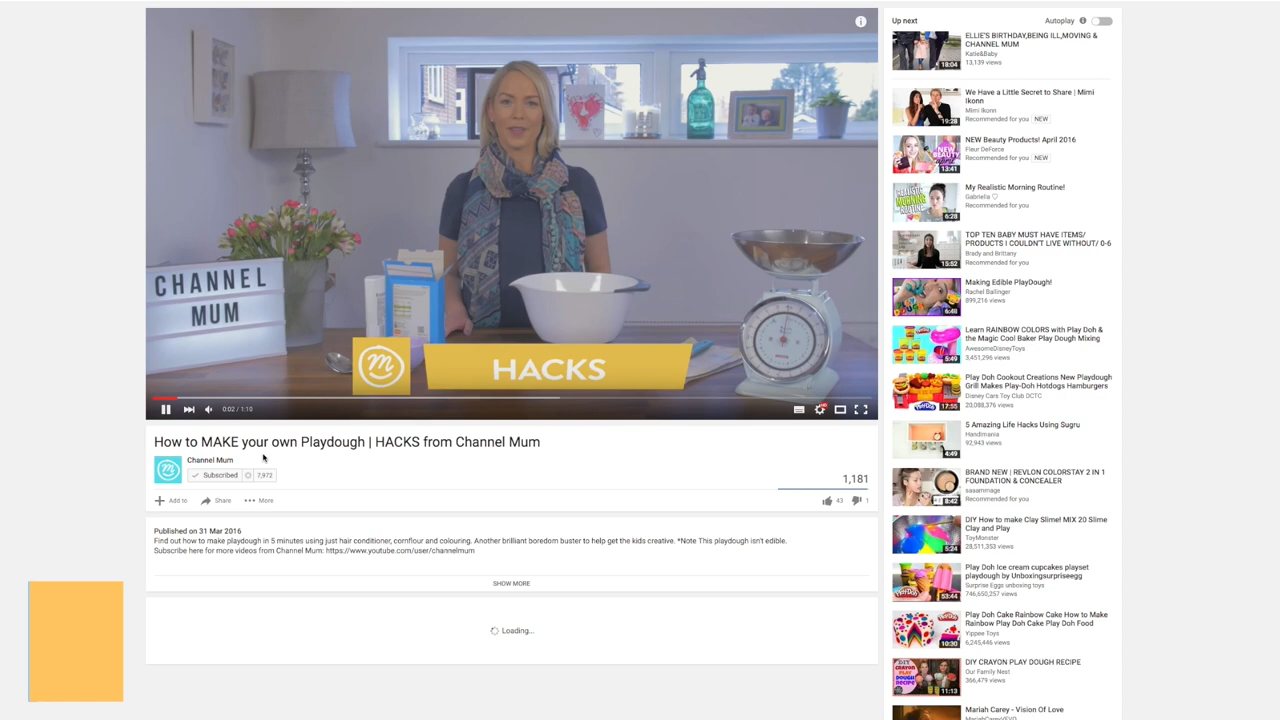 CHANNEL
MUM
HACKS
0:02 / 1:10
How to MAKE your own Playdough | HACKS from Channel Mum
Channel Mum
Subscribed 7,972
1,181
Add to Share More 43 1
Published on 31 Mar 2016
Find out how to make playdough in 5 minutes using just hair conditioner, cornflour and colouring. Another brilliant boredom buster to help get the kids creative. *Note This playdough isn't edible.
Subscribe here for more videos from Channel Mum: https://www.youtube.com/user/channelmum
SHOW MORE
Loading...
Up next Autoplay
ELLIE'S BIRTHDAY,BEING ILL,MOVING &
CHANNEL MUM
Katie&Baby
13,139 views
18:04
We Have a Little Secret to Share | Mimi
Ikonn
Mimi Ikonn
Recommended for you NEW
19:28
NEW Beauty Products! April 2016
Fleur DeForce
Recommended for you NEW
13:41
My Realistic Morning Routine!
Gabriella ♡
Recommended for you
6:28
TOP TEN BABY MUST HAVE ITEMS/
PRODUCTS I COULDN'T LIVE WITHOUT/ 0-6
Brady and Brittany
Recommended for you
15:52
Making Edible PlayDough!
Rachel Ballinger
899,216 views
6:48
Learn RAINBOW COLORS with Play Doh &
the Magic Cool Baker Play Dough Mixing
AwesomeDisneyToys
3,451,296 views
5:49
Play Doh Cookout Creations New Playdough
Grill Makes Play-Doh Hotdogs Hamburgers
Disney Cars Toy Club DCTC
20,088,376 views
17:55
5 Amazing Life Hacks Using Sugru
Handimania
92,943 views
4:49
BRAND NEW | REVLON COLORSTAY 2 IN 1
FOUNDATION & CONCEALER
saaammage
Recommended for you
8:42
DIY How to make Clay Slime! MIX 20 Slime
Clay and Play
ToyMonster
28,511,353 views
5:24
Play Doh Ice cream cupcakes playset
playdough by Unboxingsurpriseegg
Surprise Eggs unboxing toys
746,650,257 views
53:44
Play Doh Cake Rainbow Cake How to Make
Rainbow Play Doh Cake Play Doh Food
Yippee Toys
6,245,446 views
10:30
DIY CRAYON PLAY DOUGH RECIPE
Our Family Nest
366,479 views
11:13
Mariah Carey - Vision Of Love
MariahCareyVEVO